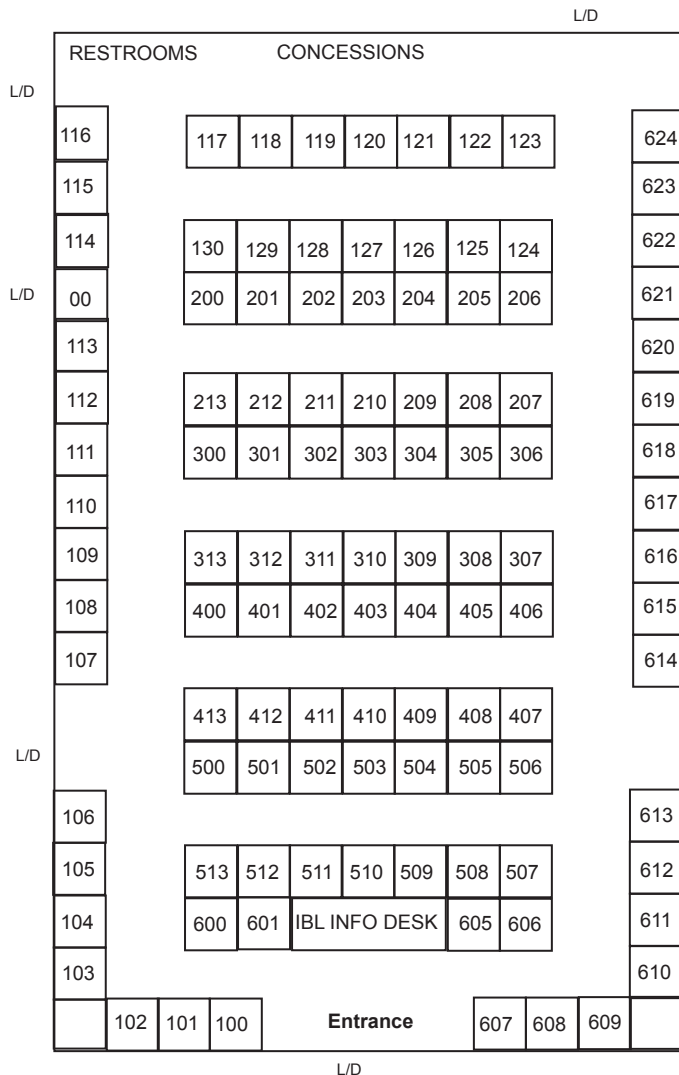 L/D
RESTROOMS CONCESSIONS
L/D
116 117 118 119 120 121 122 123 624
115 623
114 130 129 128 127 126 125 124 622
L/D 00 200 201 202 203 204 205 206 621
113 620
112 213 212 211 210 209 208 207 619
111 300 301 302 303 304 305 306 618
110 617
109 313 312 311 310 309 308 307 616
108 400 401 402 403 404 405 406 615
107 614
413 412 411 410 409 408 407
L/D 500 501 502 503 504 505 506
106 613
105 513 512 511 510 509 508 507 612
104 600 601 IBL INFO DESK 605 606 611
103 610
102 101 100 Entrance 607 608 609
L/D